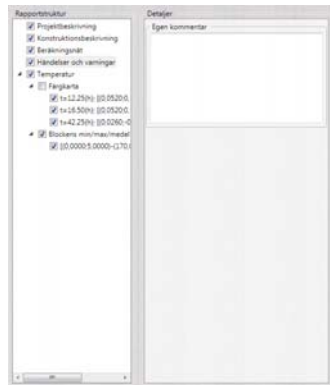 Rapportstruktur
Projektbeskrivning
Konstruktionsbeskrivning
Beräkningsnät
Händelser och varningar
Temperatur
Färgkarta
t=12.25(h): [(0,0520;0,
t=16.50(h): [(0,0520;0,
t=42.25(h): [(0,0260; -0
Blockens min/max/medel
[(0,0000;5,0000)-(170,
Detaljer
Egen kommentar